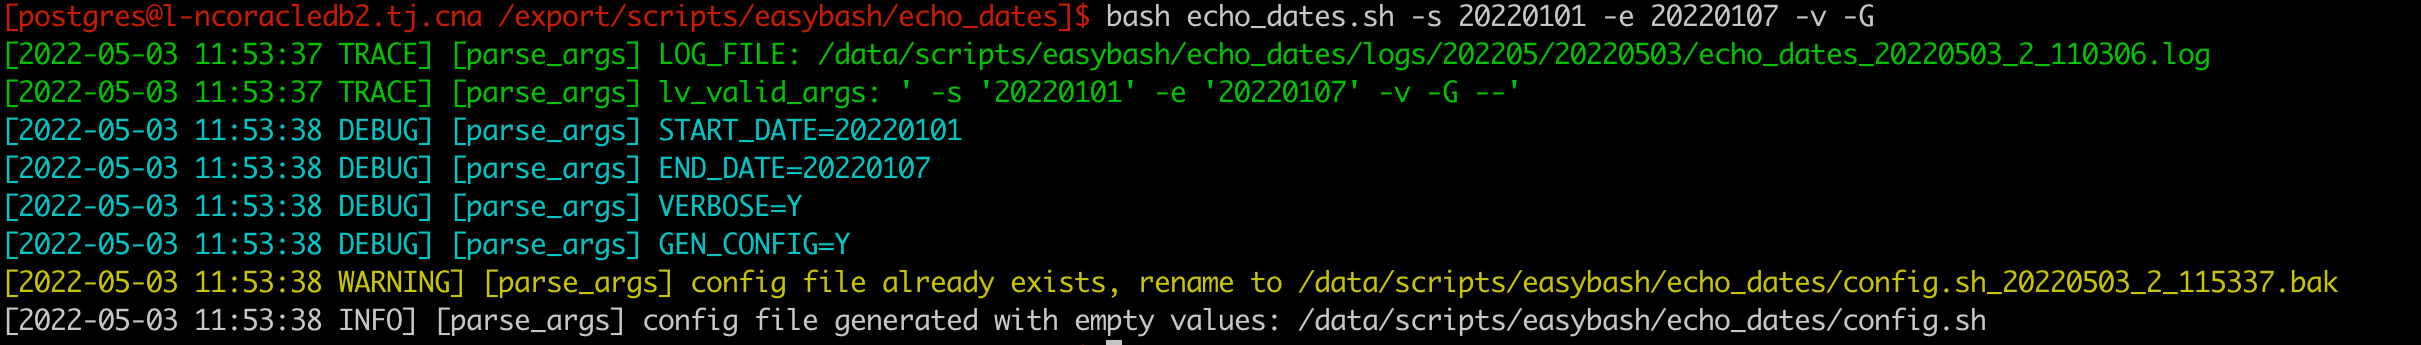 [postgres@l-ncoracledb2.tj.cna /export/scripts/easybash/echo_dates]$ bash echo_dates.sh -s 20220101 -e 20220107 -v -G
[2022-05-03 11:53:37 TRACE] [parse_args] LOG_FILE: /data/scripts/easybash/echo_dates/logs/202205/20220503/echo_dates_20220503_2_110306.log
[2022-05-03 11:53:37 TRACE] [parse_args] lv_valid_args: ' -s '20220101' -e '20220107' -v -G --'
[2022-05-03 11:53:38 DEBUG] [parse_args] START_DATE=20220101
[2022-05-03 11:53:38 DEBUG] [parse_args] END_DATE=20220107
[2022-05-03 11:53:38 DEBUG] [parse_args] VERBOSE=Y
[2022-05-03 11:53:38 DEBUG] [parse_args] GEN_CONFIG=Y
[2022-05-03 11:53:38 WARNING] [parse_args] config file already exists, rename to /data/scripts/easybash/echo_dates/config.sh_20220503_2_115337.bak
[2022-05-03 11:53:38 INFO] [parse_args] config file generated with empty values: /data/scripts/easybash/echo_dates/config.sh